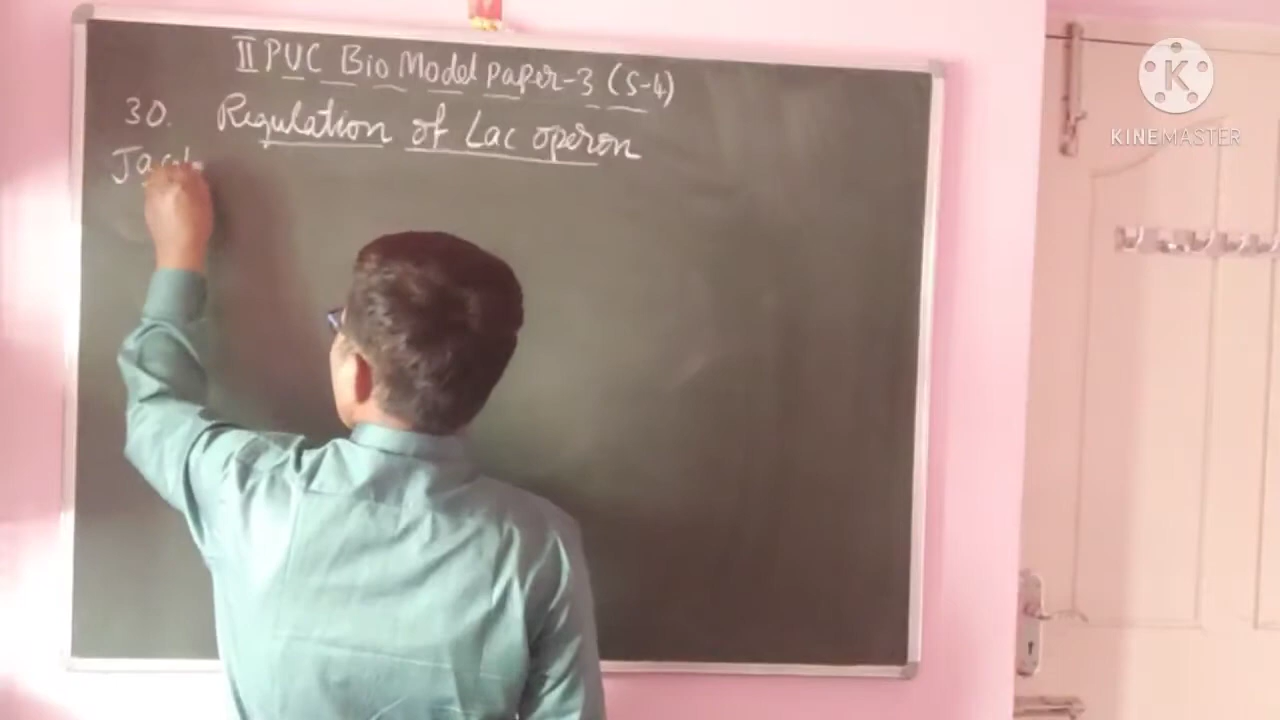 II PUC Bio Model Paper-3 (S-4)
30. Regulation of Lac operon
K
KINEMASTER